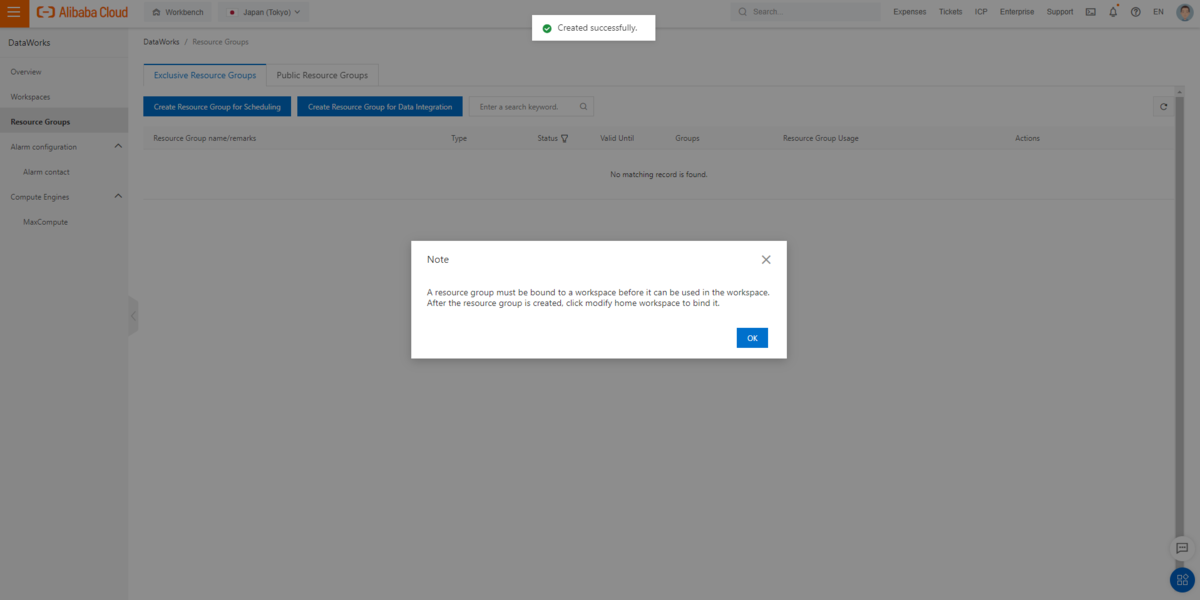 Alibaba Cloud
Workbench
Japan (Tokyo)
Search...
Expenses
Tickets
ICP
Enterprise
Support
EN
Created successfully.
DataWorks
Overview
Workspaces
Resource Groups
Alarm configuration
Alarm contact
Compute Engines
MaxCompute
DataWorks / Resource Groups
Exclusive Resource Groups
Public Resource Groups
Create Resource Group for Scheduling
Create Resource Group for Data Integration
Enter a search keyword.
Resource Group name/remarks
Type
Status
Valid Until
Groups
Resource Group Usage
Actions
No matching record is found.
Note
A resource group must be bound to a workspace before it can be used in the workspace.
After the resource group is created, click modify home workspace to bind it.
OK